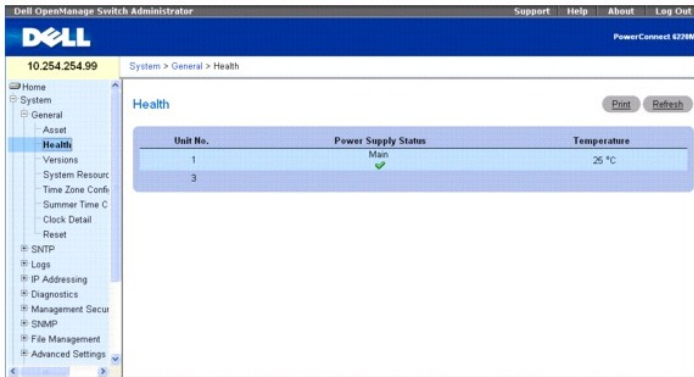 Dell OpenManage Switch Administrator Support Help About Log Out
DELL
PowerConnect 6220M
10.254.254.99
System > General > Health
Home
System
General
Asset
Health
Versions
System Resourc
Time Zone Confi
Summer Time C
Clock Detail
Reset
SNTP
Logs
IP Addressing
Diagnostics
Management Secur
SNMP
File Management
Advanced Settings
Health
Print Refresh
Unit No. Power Supply Status Temperature
Main
1 25 °C
3